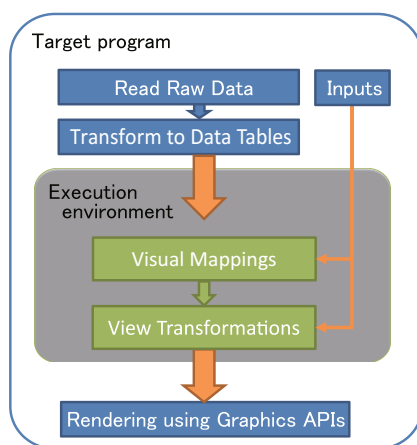 Target program
Read Raw Data
Inputs
Transform to Data Tables
Execution
environment
Visual Mappings
View Transformations
Rendering using Graphics APIs